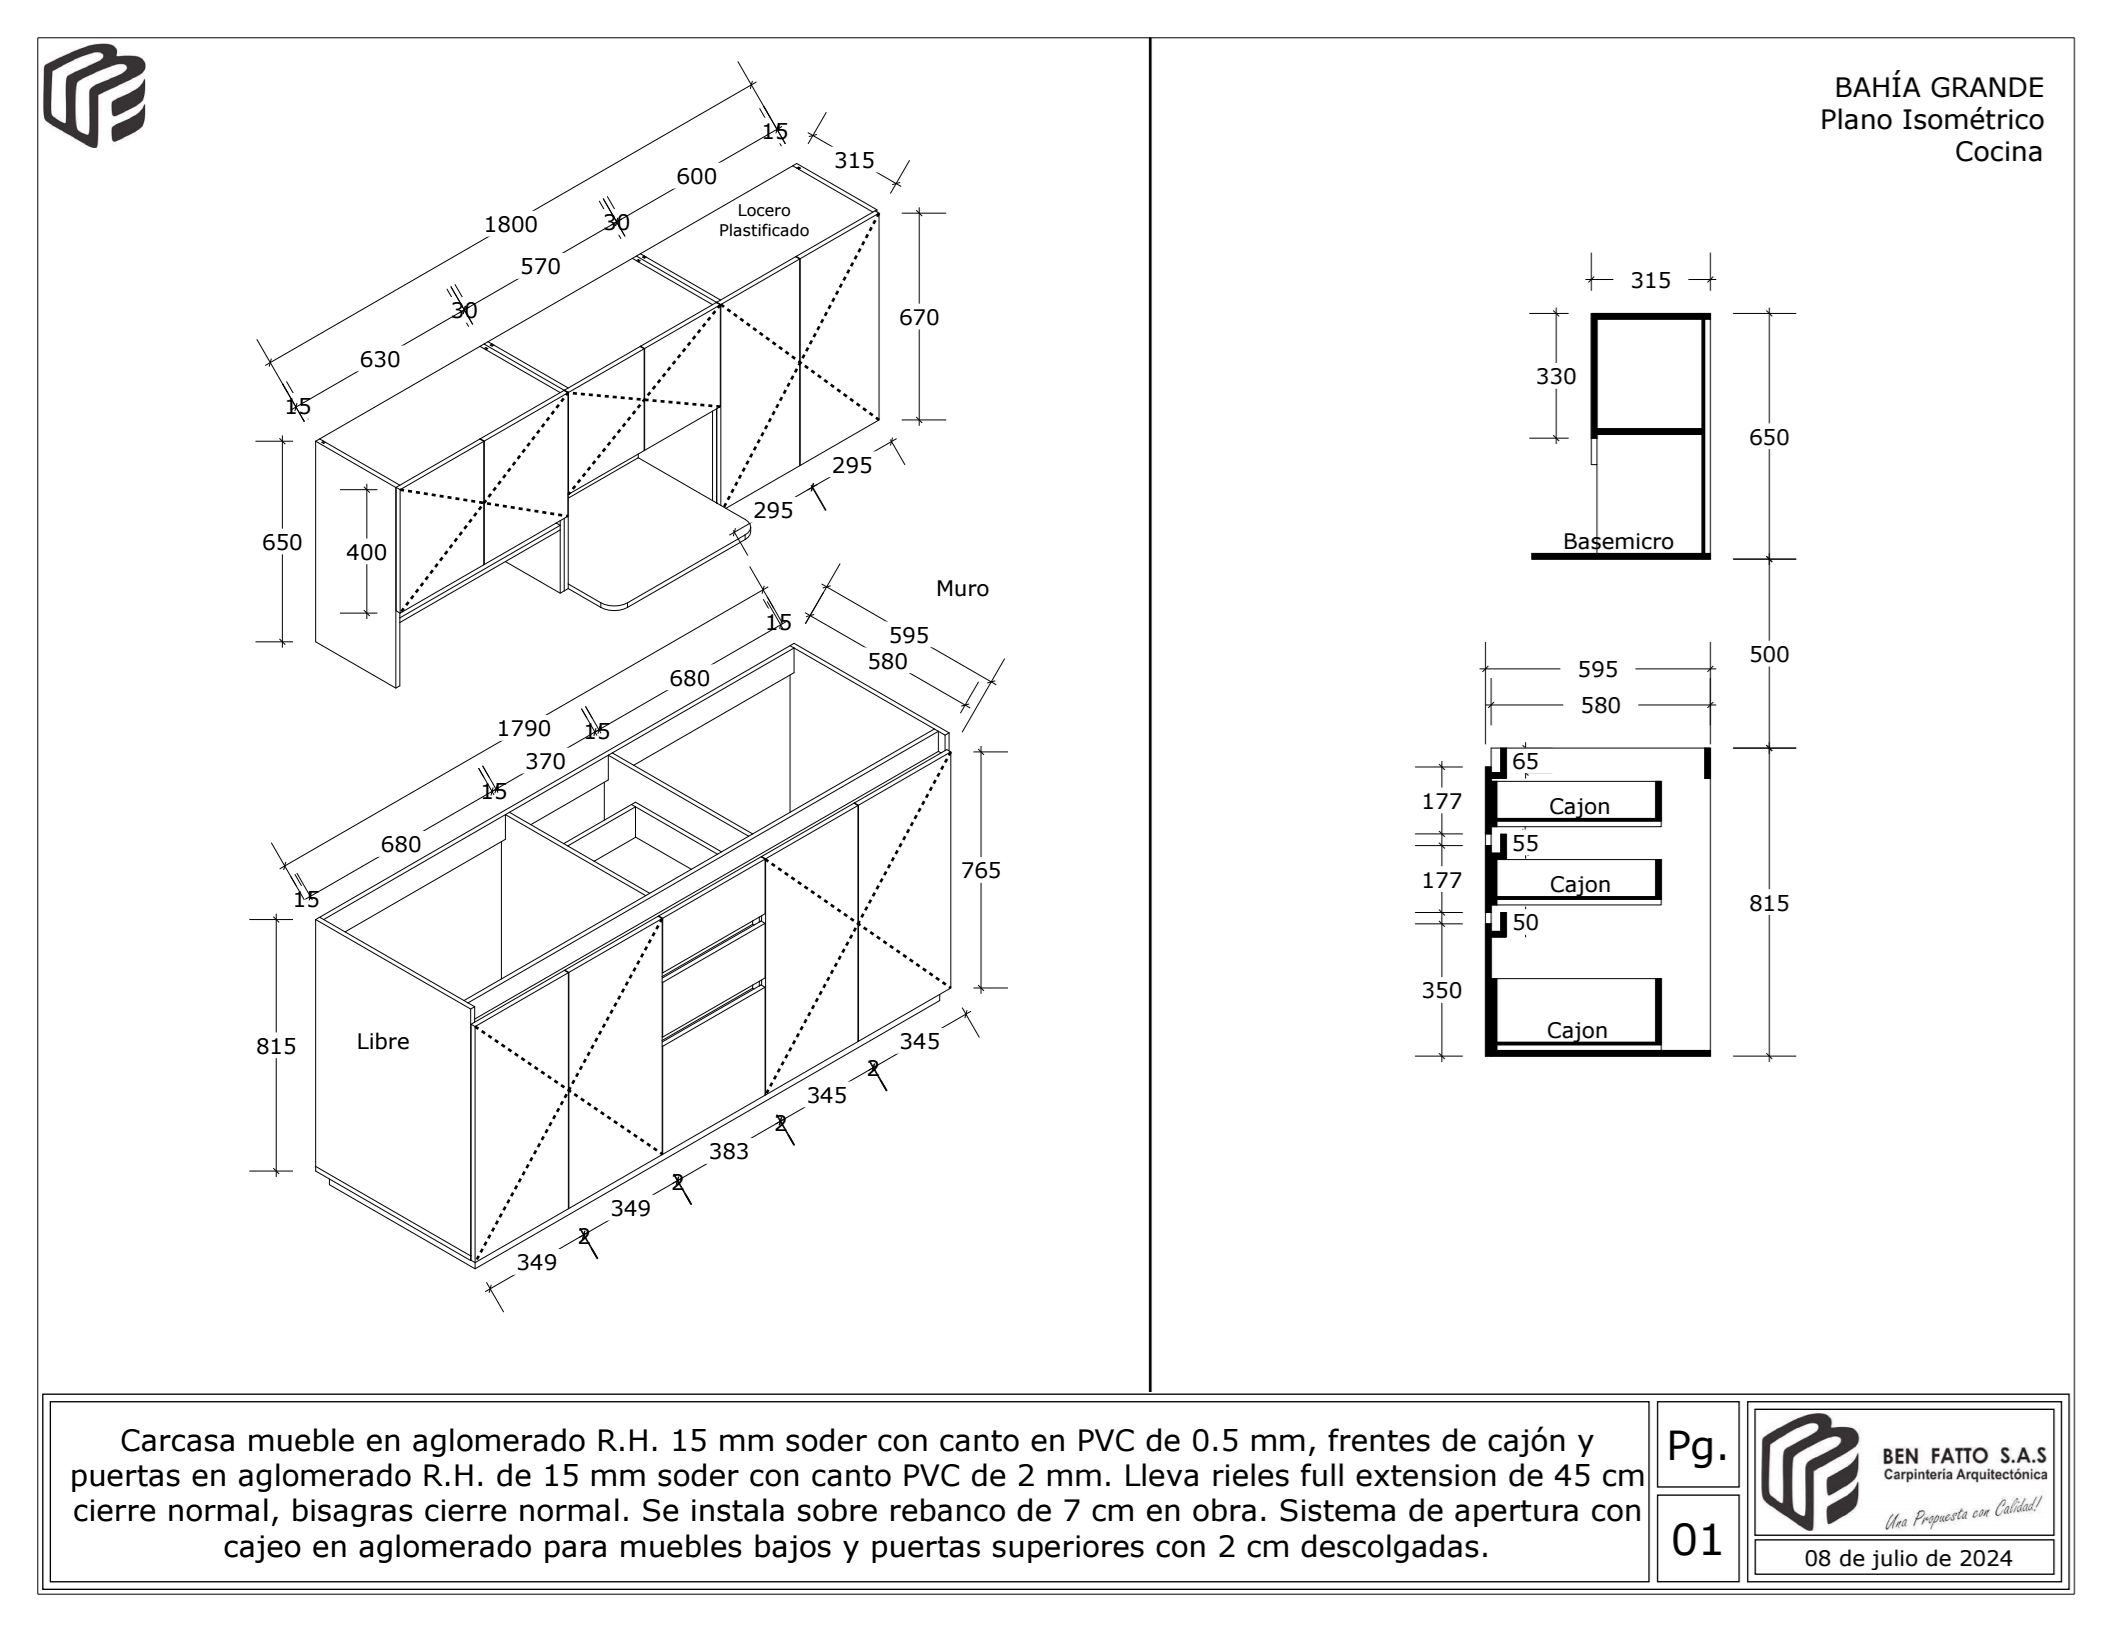 BAHÍA GRANDE
Plano Isométrico
Cocina
15
315
600
1800
30
Locero
Plastificado
570
30
670
630
15
295
295
650
400
Muro
15
595
580
680
1790
15
370
15
680
15
765
815
Libre
345
2
345
2
383
2
349
2
349
315
330
650
Basemicro
500
595
580
65
177
Cajon
55
177
Cajon
50
815
350
Cajon
Carcasa mueble en aglomerado R.H. 15 mm soder con canto en PVC de 0.5 mm, frentes de cajón y
puertas en aglomerado R.H. de 15 mm soder con canto PVC de 2 mm. Lleva rieles full extension de 45 cm
cierre normal, bisagras cierre normal. Se instala sobre rebanco de 7 cm en obra. Sistema de apertura con
cajeo en aglomerado para muebles bajos y puertas superiores con 2 cm descolgadas.
Pg.
01
BEN FATTO S.A.S
Carpintería Arquitectónica
Una Propuesta con Calidad!
08 de julio de 2024